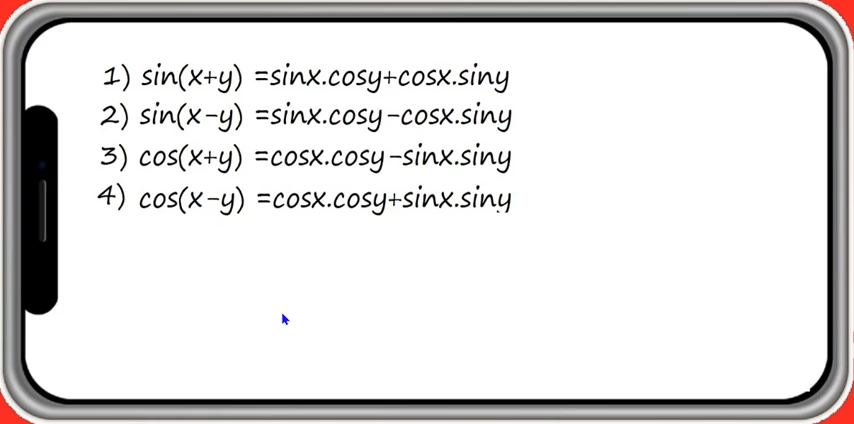 1) sin(x+y) =sinx.cosy+cosx.siny
2) sin(x-y) =sinx.cosy-cosx.siny
3) cos(x+y) =cosx.cosy-sinx.siny
4) cos(x-y) =cosx.cosy+sinx.siny